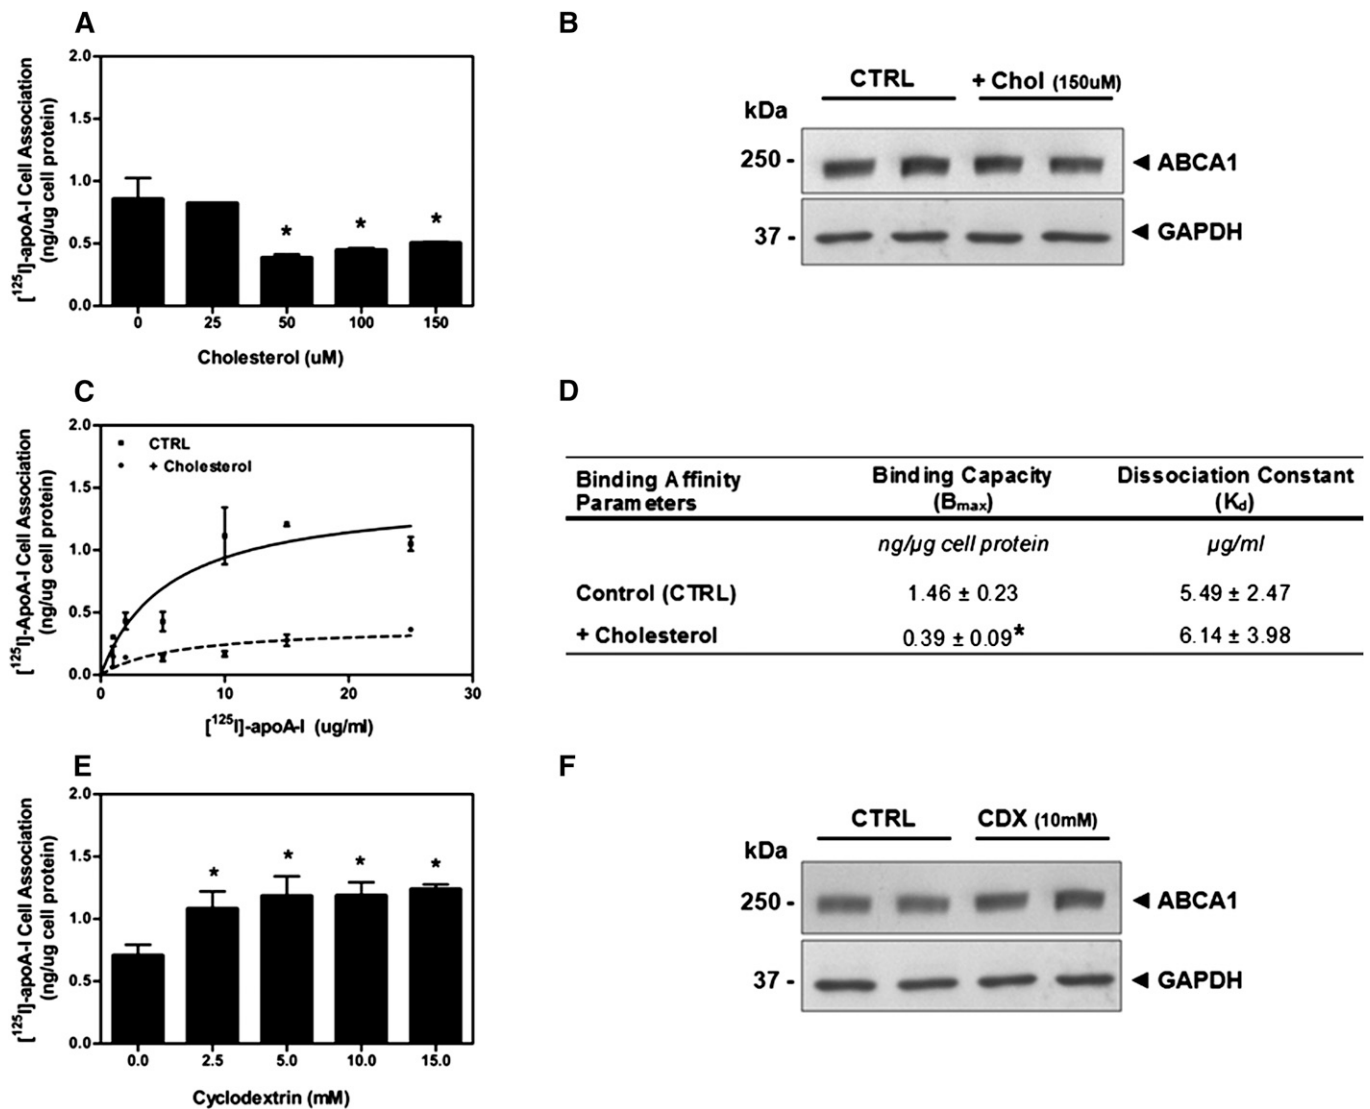 A
[¹²⁵I]-apoA-I Cell Association
(ng/ug cell protein)
2.0
1.5
1.0
0.5
0.0
*
*
*
0 25 50 100 150
Cholesterol (uM)
B
CTRL + Chol (150uM)
kDa
250 - ◄ ABCA1
37 - ◄ GAPDH
C
[¹²⁵I]-ApoA-I Cell Association
(ng/ug cell protein)
2.0
1.5
1.0
0.5
0.0
CTRL
+ Cholesterol
0 10 20 30
[¹²⁵I]-apoA-I (ug/ml)
D
Binding Affinity Parameters
Binding Capacity (Bmax)
Dissociation Constant (Kd)
ng/µg cell protein µg/ml
Control (CTRL) 1.46 ± 0.23 5.49 ± 2.47
+ Cholesterol 0.39 ± 0.09* 6.14 ± 3.98
E
[¹²⁵I]-apoA-I Cell Association
(ng/ug cell protein)
2.0
1.5
1.0
0.5
0.0
*
*
*
*
0.0 2.5 5.0 10.0 15.0
Cyclodextrin (mM)
F
CTRL CDX (10mM)
kDa
250 - ◄ ABCA1
37 - ◄ GAPDH